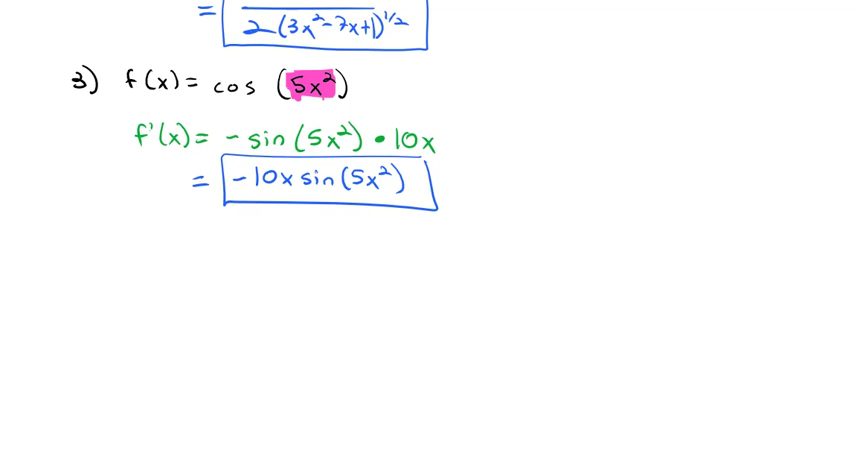 =
2(3x²-7x+1)^1/2
3) f(x) = cos (5x²)
f'(x) = - sin (5x²) • 10x
= -10x sin (5x²)